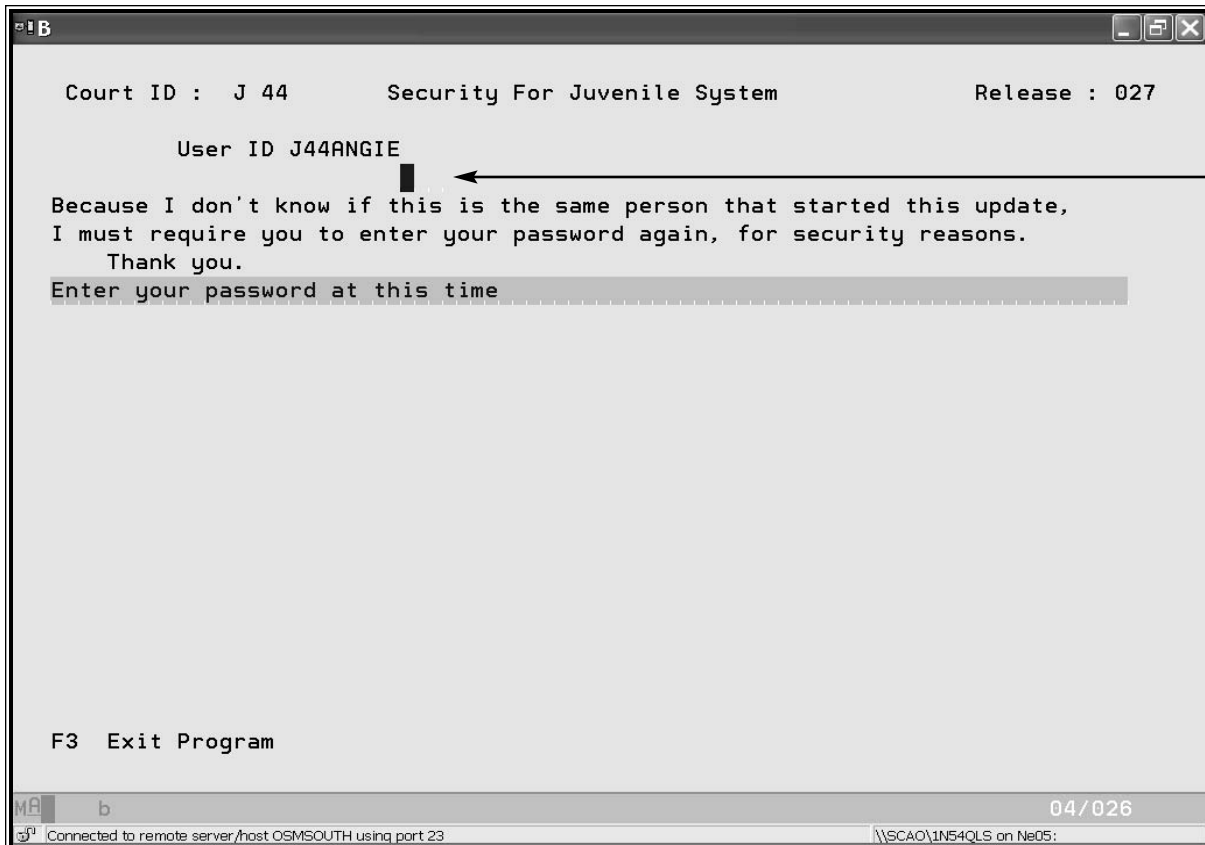 B
Court ID : J 44 Security For Juvenile System Release : 027
User ID J44ANGIE
Because I don't know if this is the same person that started this update,
I must require you to enter your password again, for security reasons.
Thank you.
Enter your password at this time
F3 Exit Program
MA b 04/026
Connected to remote server/host OSMSOUTH using port 23 \\SCAO\1N54QLS on Ne05: